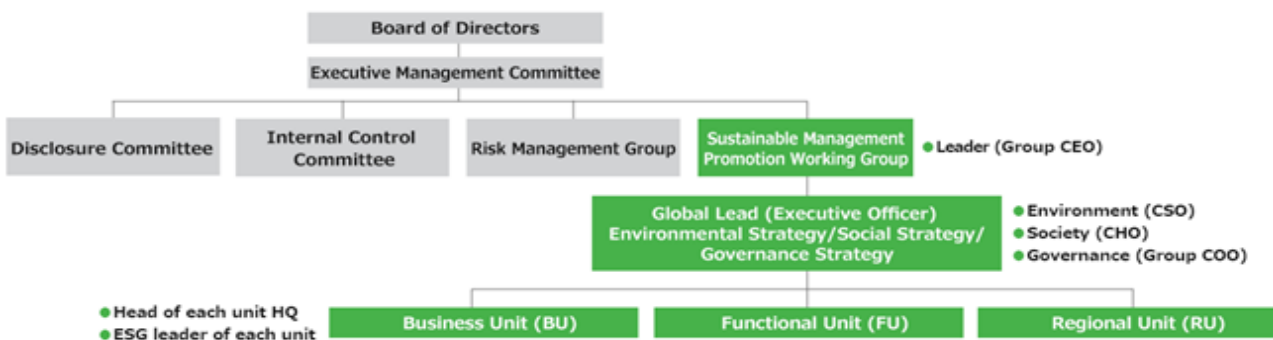 Board of Directors
Executive Management Committee
Disclosure Committee
Internal Control
Committee
Risk Management Group
Sustainable Management
Promotion Working Group
Leader (Group CEO)
Global Lead (Executive Officer)
Environmental Strategy/Social Strategy/
Governance Strategy
Environment (CSO)
Society (CHO)
Governance (Group COO)
Head of each unit HQ
ESG leader of each unit
Business Unit (BU)
Functional Unit (FU)
Regional Unit (RU)